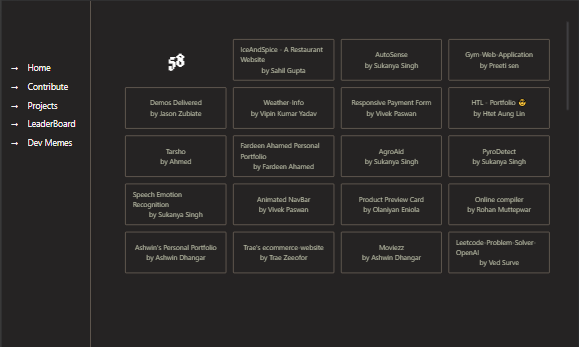 → Home
→ Contribute
→ Projects
→ LeaderBoard
→ Dev Memes
58
IceAndSpice - A Restaurant
Website
by Sahil Gupta
AutoSense
by Sukanya Singh
Gym-Web-Application
by Preeti sen
Demos Delivered
by Jason Zubiate
Weather-Info
by Vipin Kumar Yadav
Responsive Payment Form
by Vivek Paswan
HTL - Portfolio 😎
by Htet Aung Lin
Tarsho
by Ahmed
Fardeen Ahamed Personal
Portfolio
by Fardeen Ahamed
AgroAid
by Sukanya Singh
PyroDetect
by Sukanya Singh
Speech Emotion
Recognition
by Sukanya Singh
Animated NavBar
by Vivek Paswan
Product Preview Card
by Olaniyan Eniola
Online compiler
by Rohan Muttepwar
Ashwin's Personal Portfolio
by Ashwin Dhangar
Trae's ecommerce-website
by Trae Zeeofor
Moviezz
by Ashwin Dhangar
Leetcode-Problem-Solver-
OpenAI
by Ved Surve